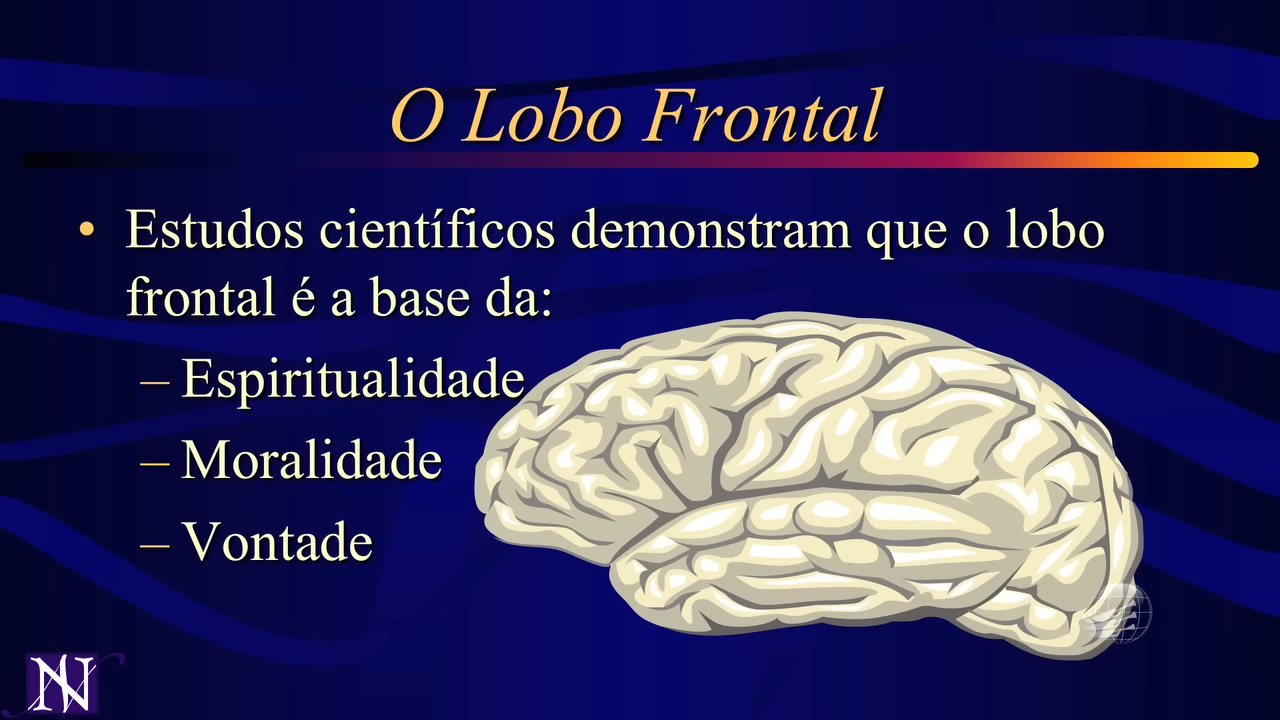 O Lobo Frontal
• Estudos científicos demonstram que o lobo
frontal é a base da:
– Espiritualidade
– Moralidade
– Vontade
N